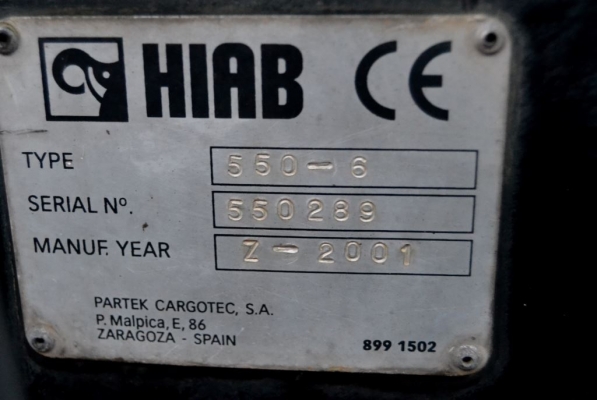 HIAB CE
TYPE 550-6
SERIAL Nº. 550289
MANUF. YEAR Z-2001
PARTEK CARGOTEC, S.A.
P. Malpica, E, 86
ZARAGOZA - SPAIN
899 1502